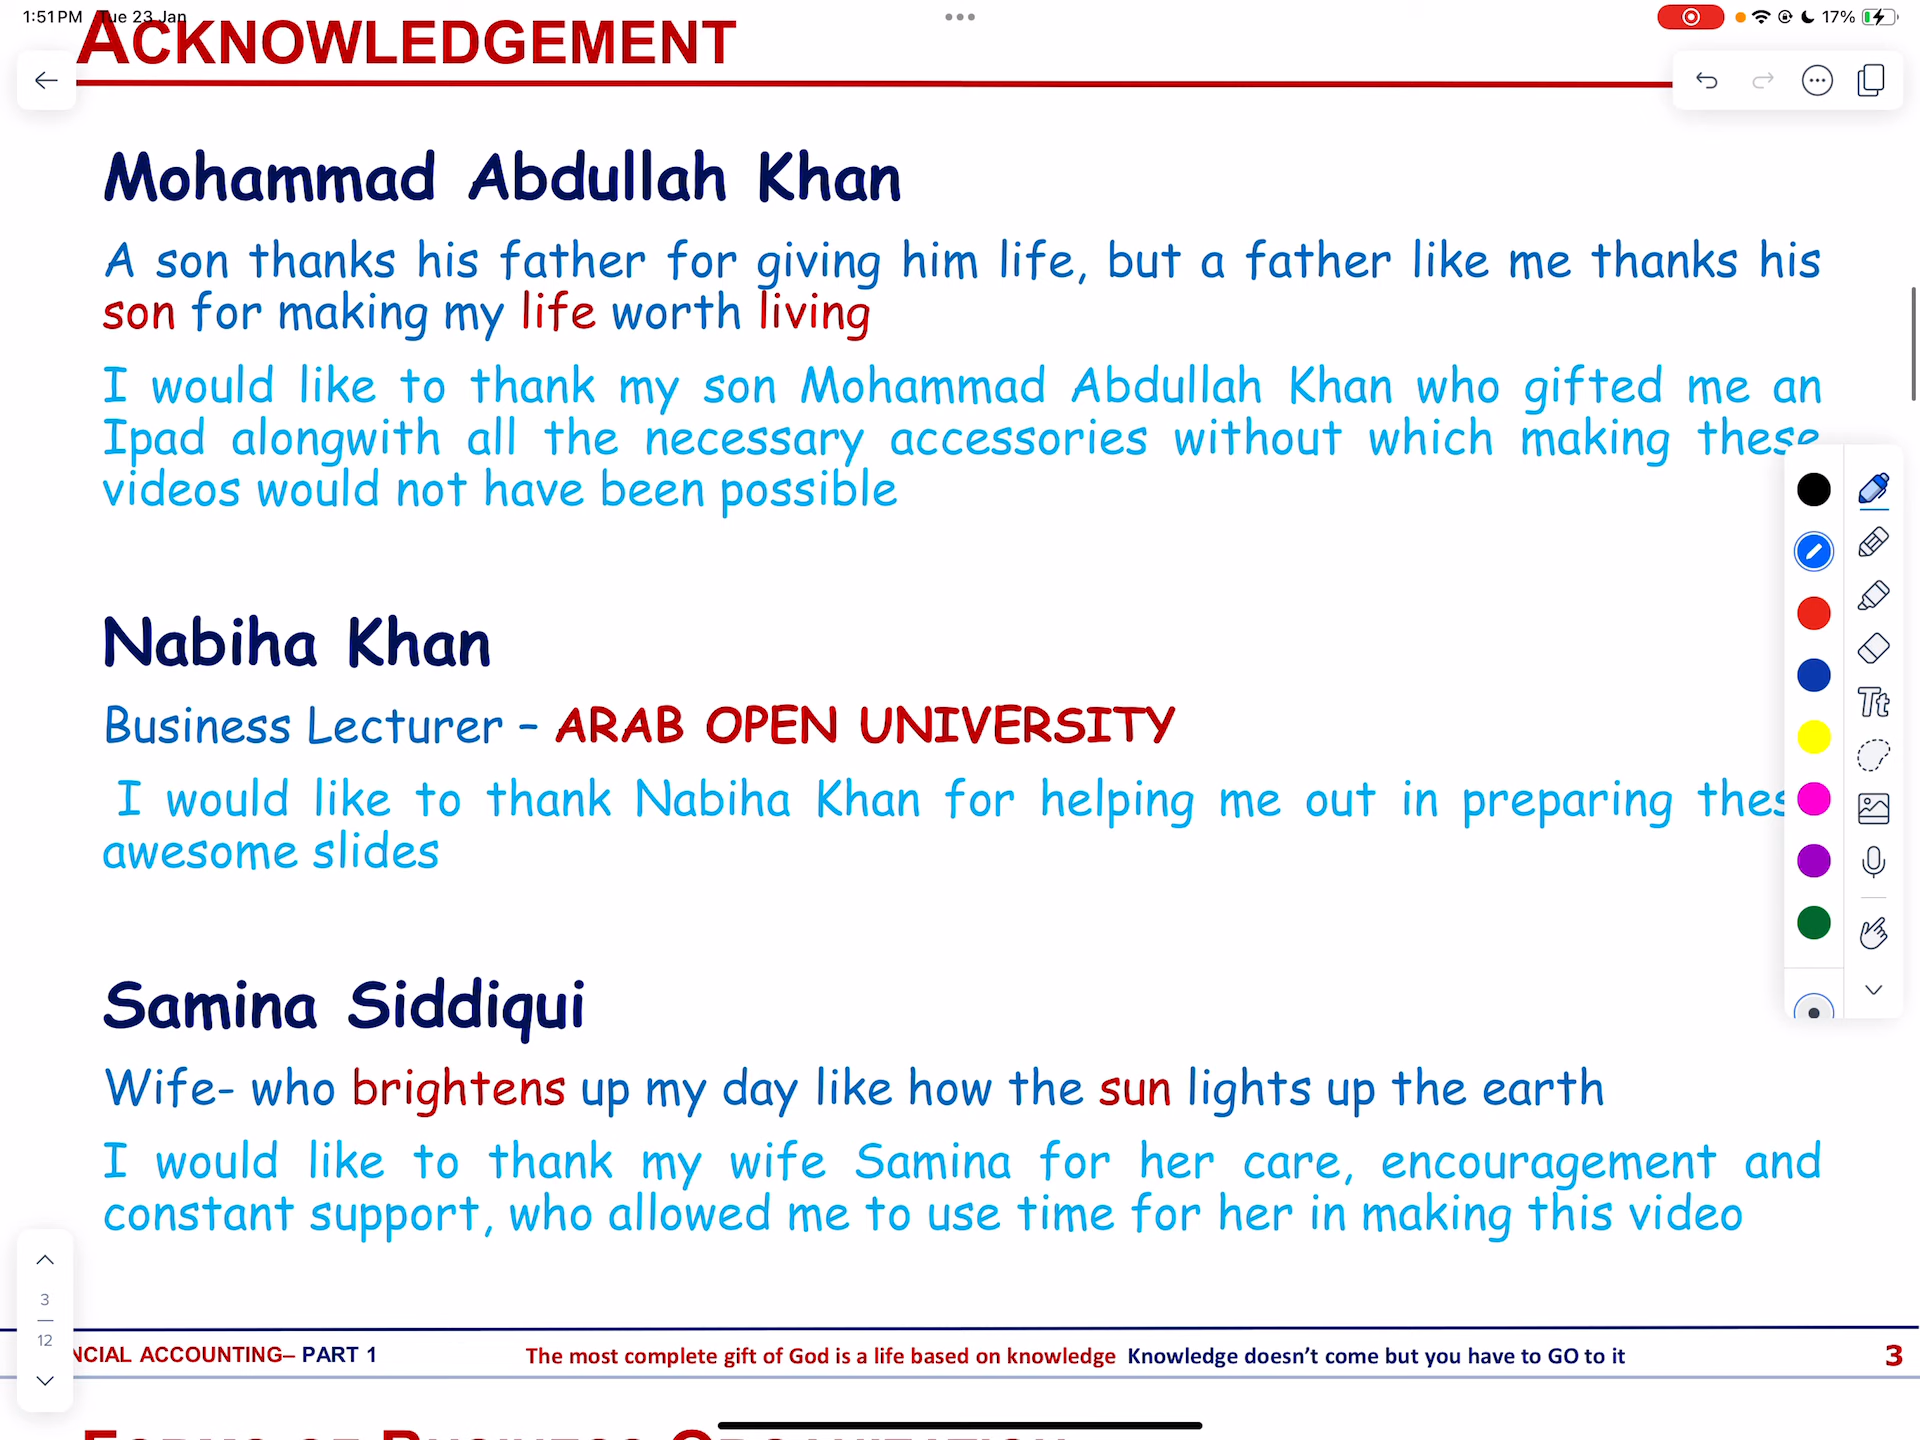 1:51PM Tue 23 Jan
17%
ACKNOWLEDGEMENT
Mohammad Abdullah Khan
A son thanks his father for giving him life, but a father like me thanks his
son for making my life worth living
I would like to thank my son Mohammad Abdullah Khan who gifted me an
Ipad alongwith all the necessary accessories without which making these
videos would not have been possible
Nabiha Khan
Business Lecturer – ARAB OPEN UNIVERSITY
I would like to thank Nabiha Khan for helping me out in preparing thes
awesome slides
Samina Siddiqui
Wife- who brightens up my day like how the sun lights up the earth
I would like to thank my wife Samina for her care, encouragement and
constant support, who allowed me to use time for her in making this video
Tt
3
12
NCIAL ACCOUNTING– PART 1
The most complete gift of God is a life based on knowledge Knowledge doesn't come but you have to GO to it
3
FORMS OF BUSINESS ORGANIZATION